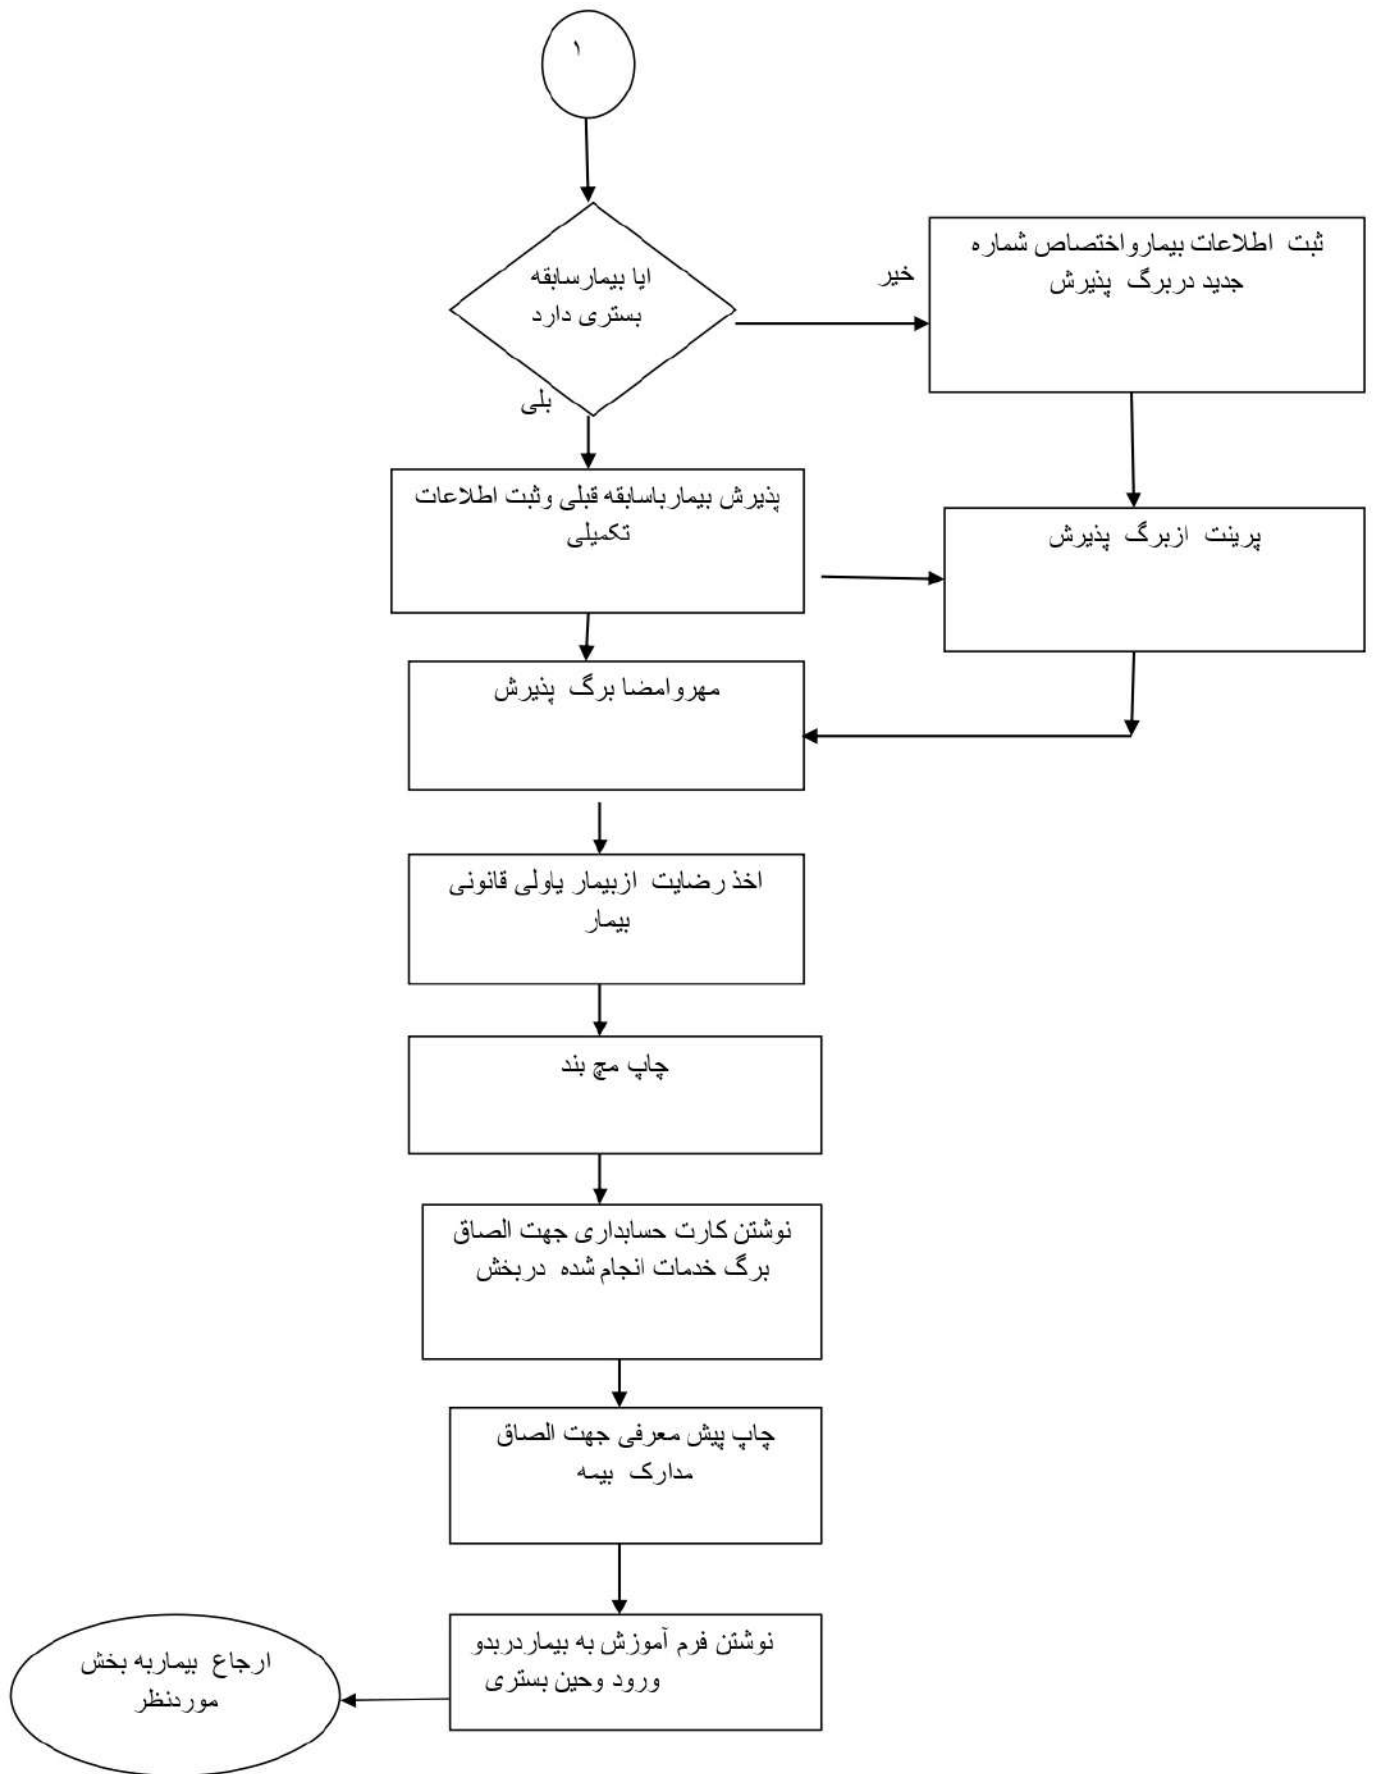 ۱
ایا بیمارسابقه
بستری دارد
خیر
ثبت اطلاعات بیمارواختصاص شماره
جدید دربرگ پذیرش
بلی
پذیرش بیمارباسابقه قبلی وثبت اطلاعات
تکمیلی
پرینت ازبرگ پذیرش
مهروامضا برگ پذیرش
اخذ رضایت ازبیمار یاولی قانونی
بیمار
چاپ مچ بند
نوشتن کارت حسابداری جهت الصاق
برگ خدمات انجام شده دربخش
چاپ پیش معرفی جهت الصاق
مدارک بیمه
نوشتن فرم آموزش به بیماردربدو
ورود وحین بستری
ارجاع بیماربه بخش
موردنظر